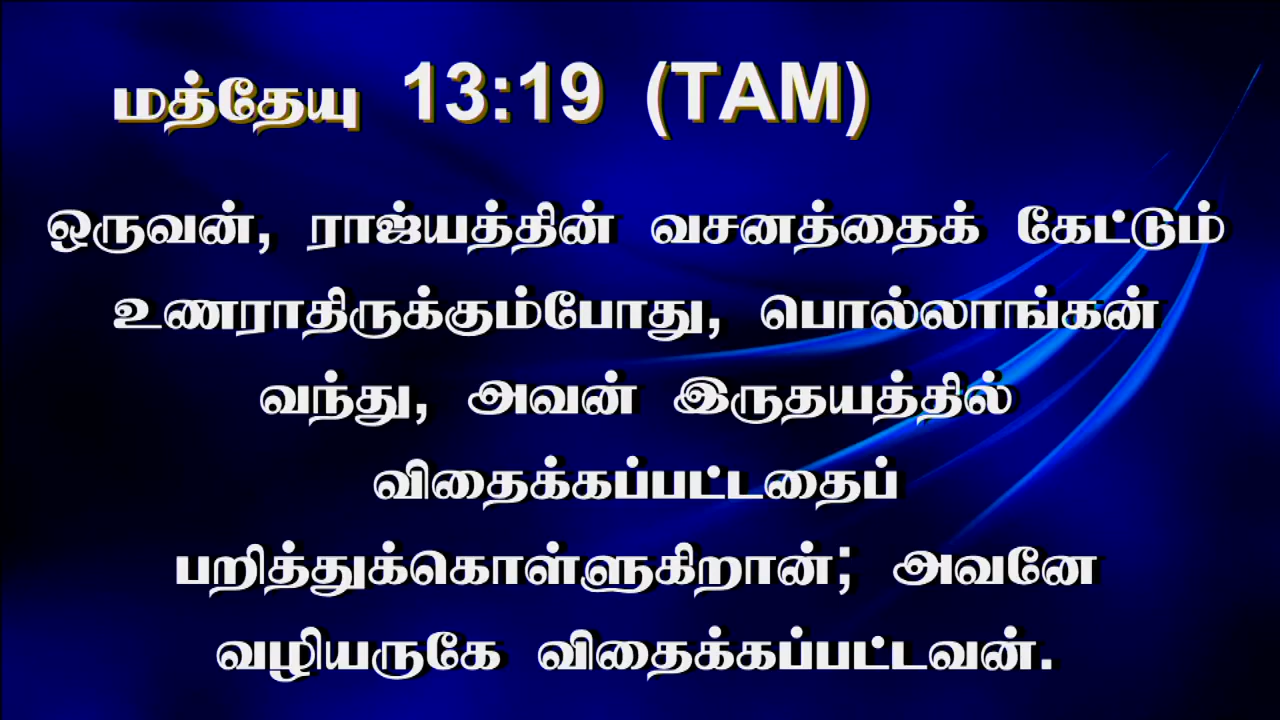 மத்தேயு 13:19 (TAM)
ஒருவன், ராஜ்யத்தின் வசனத்தைக் கேட்டும்
உணராதிருக்கும்போது, பொல்லாங்கன்
வந்து, அவன் இருதயத்தில்
விதைக்கப்பட்டதைப்
பறித்துக்கொள்ளுகிறான்; அவனே
வழியருகே விதைக்கப்பட்டவன்.